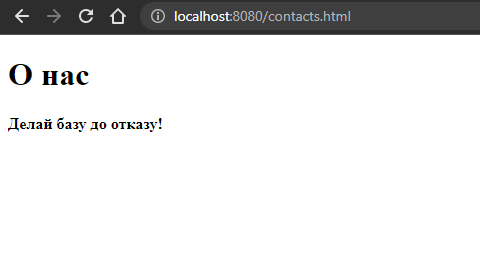 localhost:8080/contacts.html
О нас
Делай базу до отказу!